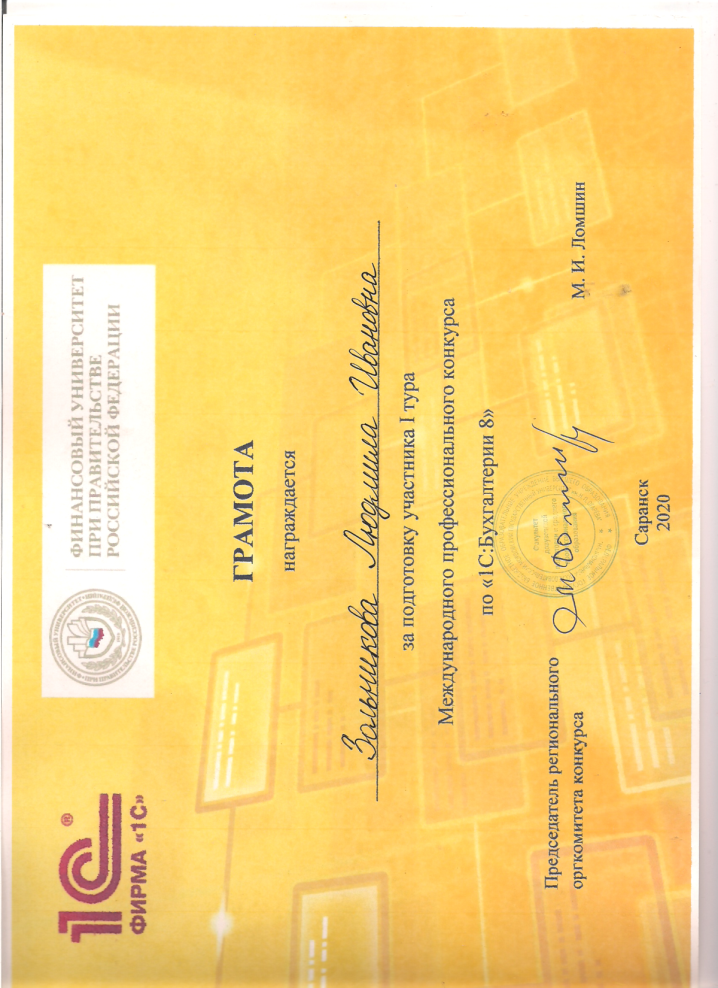 1С®
ФИРМА «1С»
ФИНАНСОВЫЙ УНИВЕРСИТЕТ
ПРИ ПРАВИТЕЛЬСТВЕ
РОССИЙСКОЙ ФЕДЕРАЦИИ
ГРАМОТА
награждается
Зальникова Людмила Ивановна
за подготовку участника I тура
Международного профессионального конкурса
по «1С:Бухгалтерии 8»
Председатель регионального
оргкомитета конкурса
М. И. Ломшин
Саранск
2020